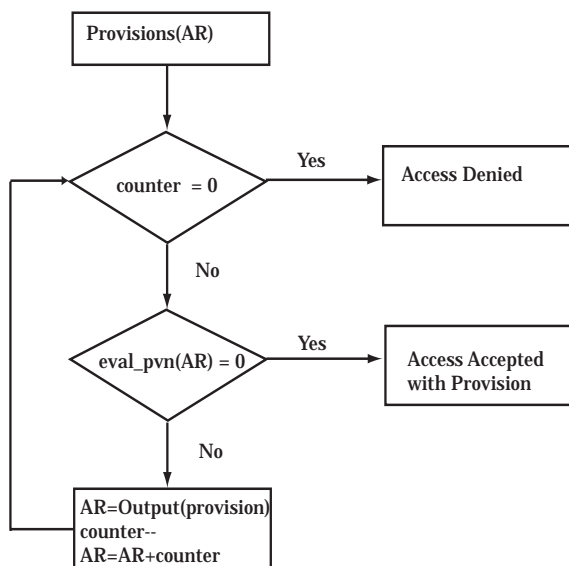 Provisions(AR)
Yes
counter = 0
Access Denied
No
Yes
eval_pvn(AR) = 0
Access Accepted
with Provision
No
AR=Output(provision)
counter--
AR=AR+counter